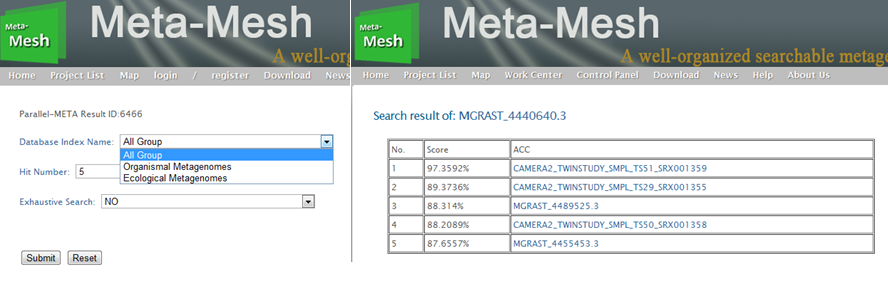 Meta-Mesh
Meta-
Mesh
A well-org
Home Project List Map login / register Download News
Parallel-META Result ID:6466
Database Index Name: All Group
All Group
Organismal Metagenomes
Ecological Metagenomes
Hit Number: 5
Exhaustive Search: NO
Submit Reset
Meta-Mesh
Meta-
Mesh
A well-organized searchable metage
Home Project List Map Work Center Control Panel Download News Help About Us
Search result of: MGRAST_4440640.3
No. Score ACC
1 97.3592% CAMERA2_TWINSTUDY_SMPL_TS51_SRX001359
2 89.3736% CAMERA2_TWINSTUDY_SMPL_TS29_SRX001355
3 88.314% MGRAST_4489525.3
4 88.2089% CAMERA2_TWINSTUDY_SMPL_TS50_SRX001358
5 87.6557% MGRAST_4455453.3